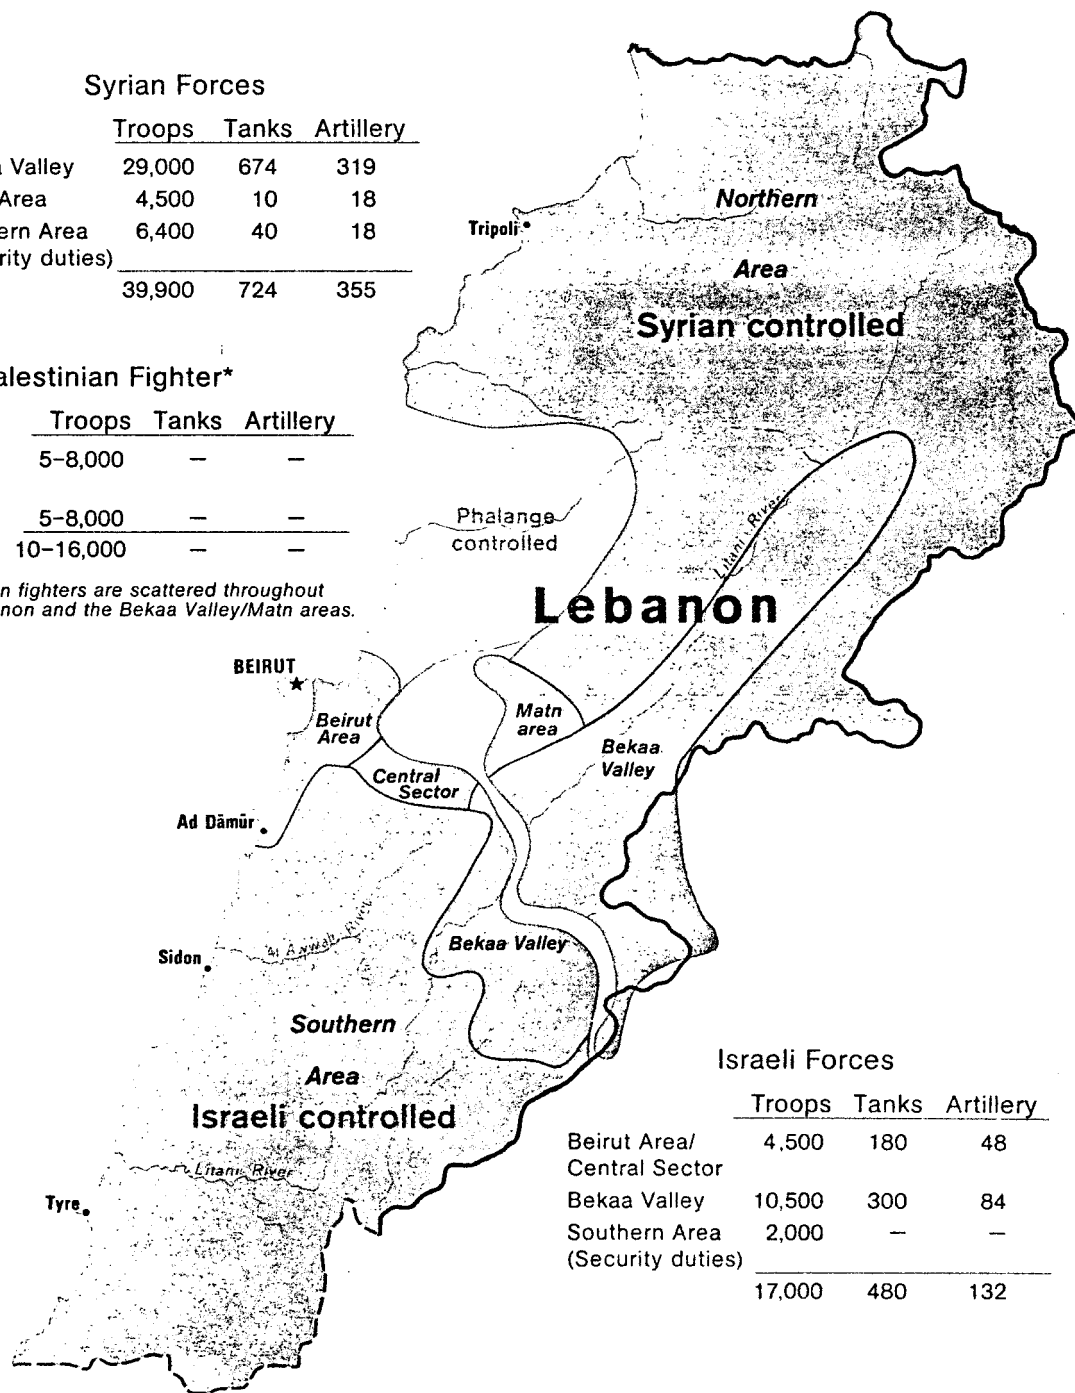 Syrian Forces
Troops Tanks Artillery
Valley 29,000 674 319
Area 4,500 10 18
ern Area 6,400 40 18
rity duties)
39,900 724 355
alestinian Fighter*
Troops Tanks Artillery
5-8,000 — —
5-8,000 — —
10-16,000 — —
n fighters are scattered throughout
non and the Bekaa Valley/Matn areas.
Northern
Tripoli
Area
Syrian controlled
Phalange
controlled
Litani River
Lebanon
BEIRUT
Beirut
Area
Matn
area
Bekaa
Valley
Central
Sector
Ad Dāmūr
Bekaa Valley
Sidon
Southern
Area
Israeli controlled
Litani River
Tyre
Israeli Forces
Troops Tanks Artillery
Beirut Area/ 4,500 180 48
Central Sector
Bekaa Valley 10,500 300 84
Southern Area 2,000 — —
(Security duties)
17,000 480 132